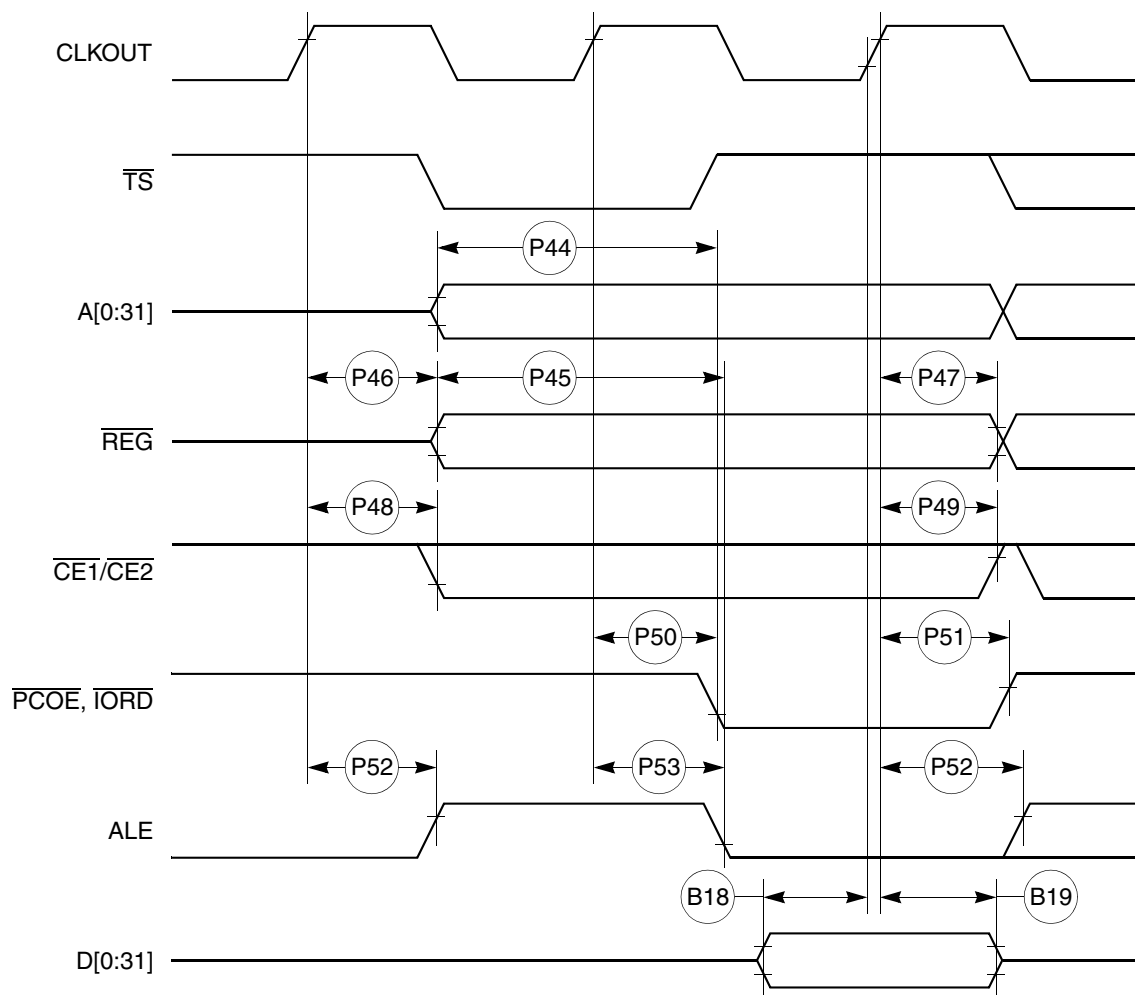 CLKOUT
TS
P44
A[0:31]
P46 P45 P47
REG
P48 P49
CE1/CE2
P50 P51
PCOE, IORD
P52 P53 P52
ALE
B18 B19
D[0:31]